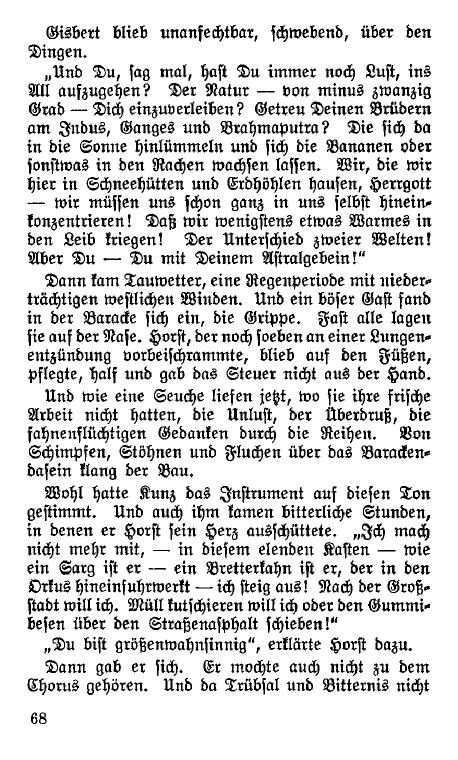 Gisbert blieb unanfechtbar, schwebend, über den
Dingen.
„Und Du, sag mal, hast Du immer noch Lust, ins
All aufzugehen? Der Natur — von minus zwanzig
Grad — Dich einzuverleiben? Getreu Deinen Brüdern
am Indus, Ganges und Brahmaputra? Die sich da
in die Sonne hinlümmeln und sich die Bananen oder
sonstwas in den Rachen wachsen lassen. Wir, die wir
hier in Schneehütten und Erdhöhlen hausen, Herrgott
— wir müssen uns schon ganz in uns selbst hinein-
konzentrieren! Daß wir wenigstens etwas Warmes in
den Leib kriegen! Der Unterschied zweier Welten!
Aber Du — Du mit Deinem Astralgebein!“
Dann kam Tauwetter, eine Regenperiode mit nieder-
trächtigen westlichen Winden. Und ein böser Gast fand
in der Baracke sich ein, die Grippe. Fast alle lagen
sie auf der Nase. Horst, der noch soeben an einer Lungen-
entzündung vorbeischrammte, blieb auf den Füßen,
pflegte, half und gab das Steuer nicht aus der Hand.
Und wie eine Seuche liefen jetzt, wo sie ihre frische
Arbeit nicht hatten, die Unlust, der Überdruß, die
fahnenflüchtigen Gedanken durch die Reihen. Von
Schimpfen, Stöhnen und Fluchen über das Baracken-
dasein klang der Bau.
Wohl hatte Kunz das Instrument auf diesen Ton
gestimmt. Und auch ihm kamen bitterliche Stunden,
in denen er Horst sein Herz ausschüttete. „Ich mach
nicht mehr mit, — in diesem elenden Kasten — wie
ein Sarg ist er — ein Bretterkahn ist er, der in den
Orkus hineinfuhrwerkt — ich steig aus! Nach der Groß-
stadt will ich. Müll kutschieren will ich oder den Gummi-
besen über den Straßenasphalt schieben!“
„Du bist größenwahnsinnig“, erklärte Horst dazu.
Dann gab er sich. Er mochte auch nicht zu dem
Chorus gehören. Und da Trübsal und Bitternis nicht
68